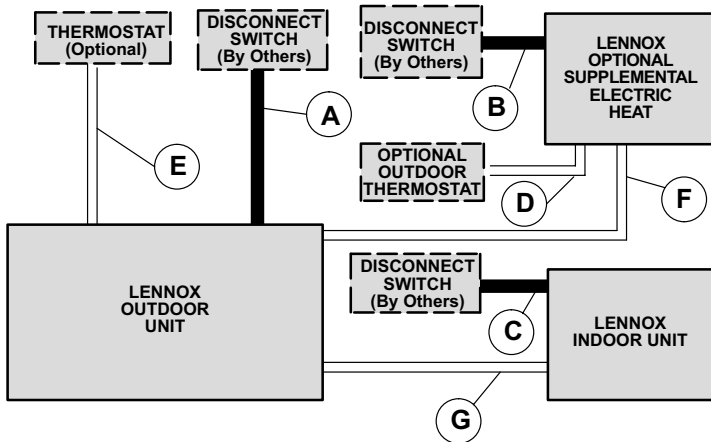 THERMOSTAT
(Optional)
DISCONNECT
SWITCH
(By Others)
DISCONNECT
SWITCH
(By Others)
LENNOX
OPTIONAL
SUPPLEMENTAL
ELECTRIC
HEAT
A
B
E
OPTIONAL
OUTDOOR
THERMOSTAT
D
F
LENNOX
OUTDOOR
UNIT
DISCONNECT
SWITCH
(By Others)
C
LENNOX
INDOOR UNIT
G